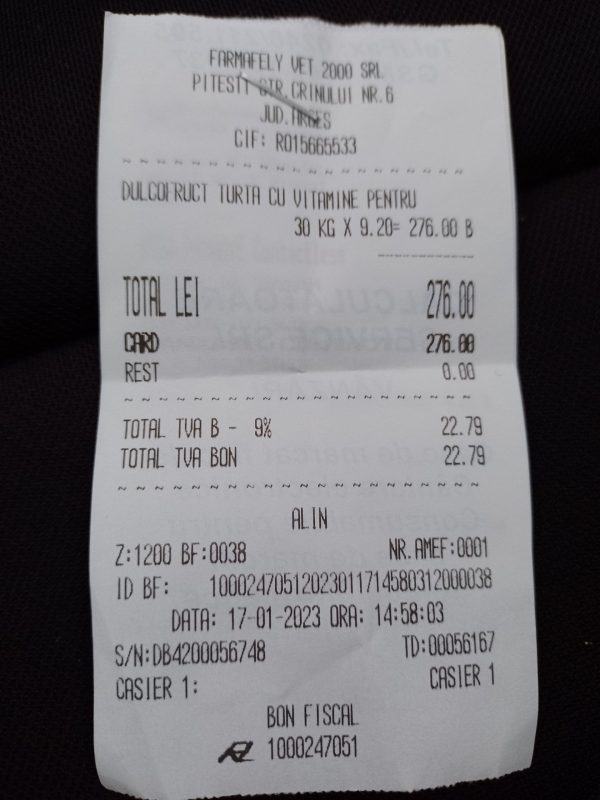 FARMAFELY VET 2000 SRL
PITESTI STR.CRINULUI NR.6
JUD.ARGES
CIF: RO15665533
DULCOFRUCT TURTA CU VITAMINE PENTRU
30 KG X 9.20= 276.00 B
TOTAL LEI 276.00
CARD 276.00
REST 0.00
TOTAL TVA B - 9% 22.79
TOTAL TVA BON 22.79
ALIN
Z:1200 BF:0038 NR.AMEF:0001
ID BF: 10002470512023011714580312000038
DATA: 17-01-2023 ORA: 14:58:03
S/N:DB4200056748 TD:00056167
CASIER 1: CASIER 1
BON FISCAL
1000247051